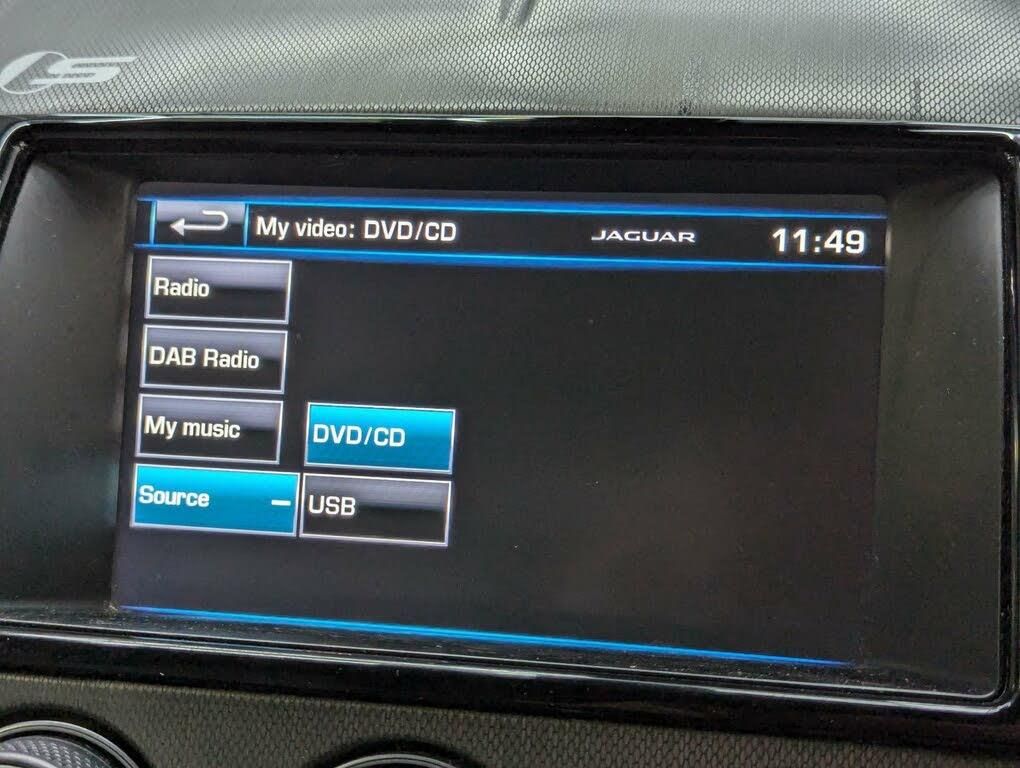 My video: DVD/CD
JAGUAR
11:49
Radio
DAB Radio
My music
DVD/CD
Source
USB